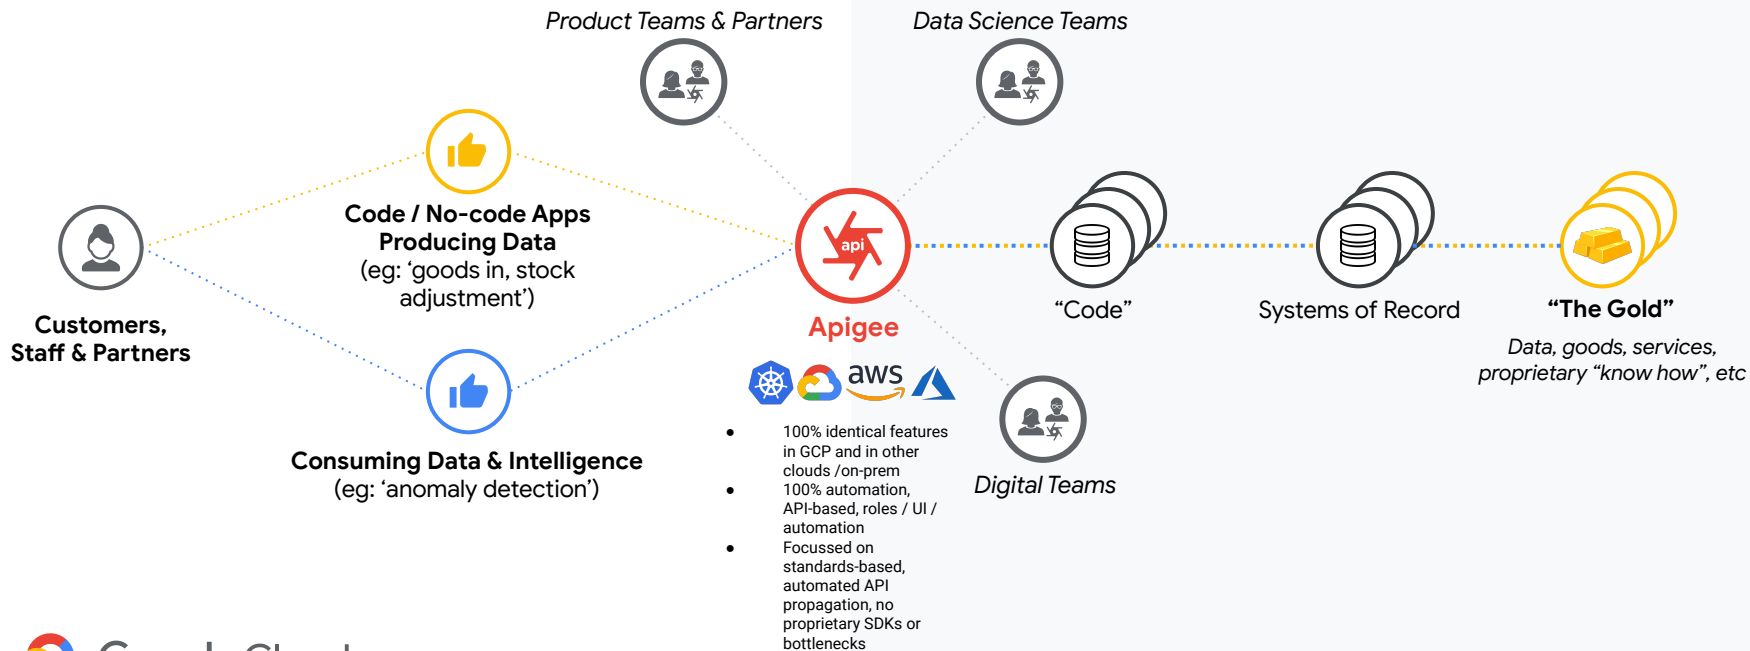 Product Teams & Partners
Data Science Teams
Code / No-code Apps
Producing Data
(eg: ‘goods in, stock
adjustment’)
Customers,
Staff & Partners
api
Apigee
“Code”
Systems of Record
“The Gold”
Data, goods, services,
proprietary “know how”, etc
aws
Consuming Data & Intelligence
(eg: ‘anomaly detection’)
● 100% identical features
in GCP and in other
clouds /on-prem
● 100% automation,
API-based, roles / UI /
automation
● Focussed on
standards-based,
automated API
propagation, no
proprietary SDKs or
bottlenecks
Digital Teams